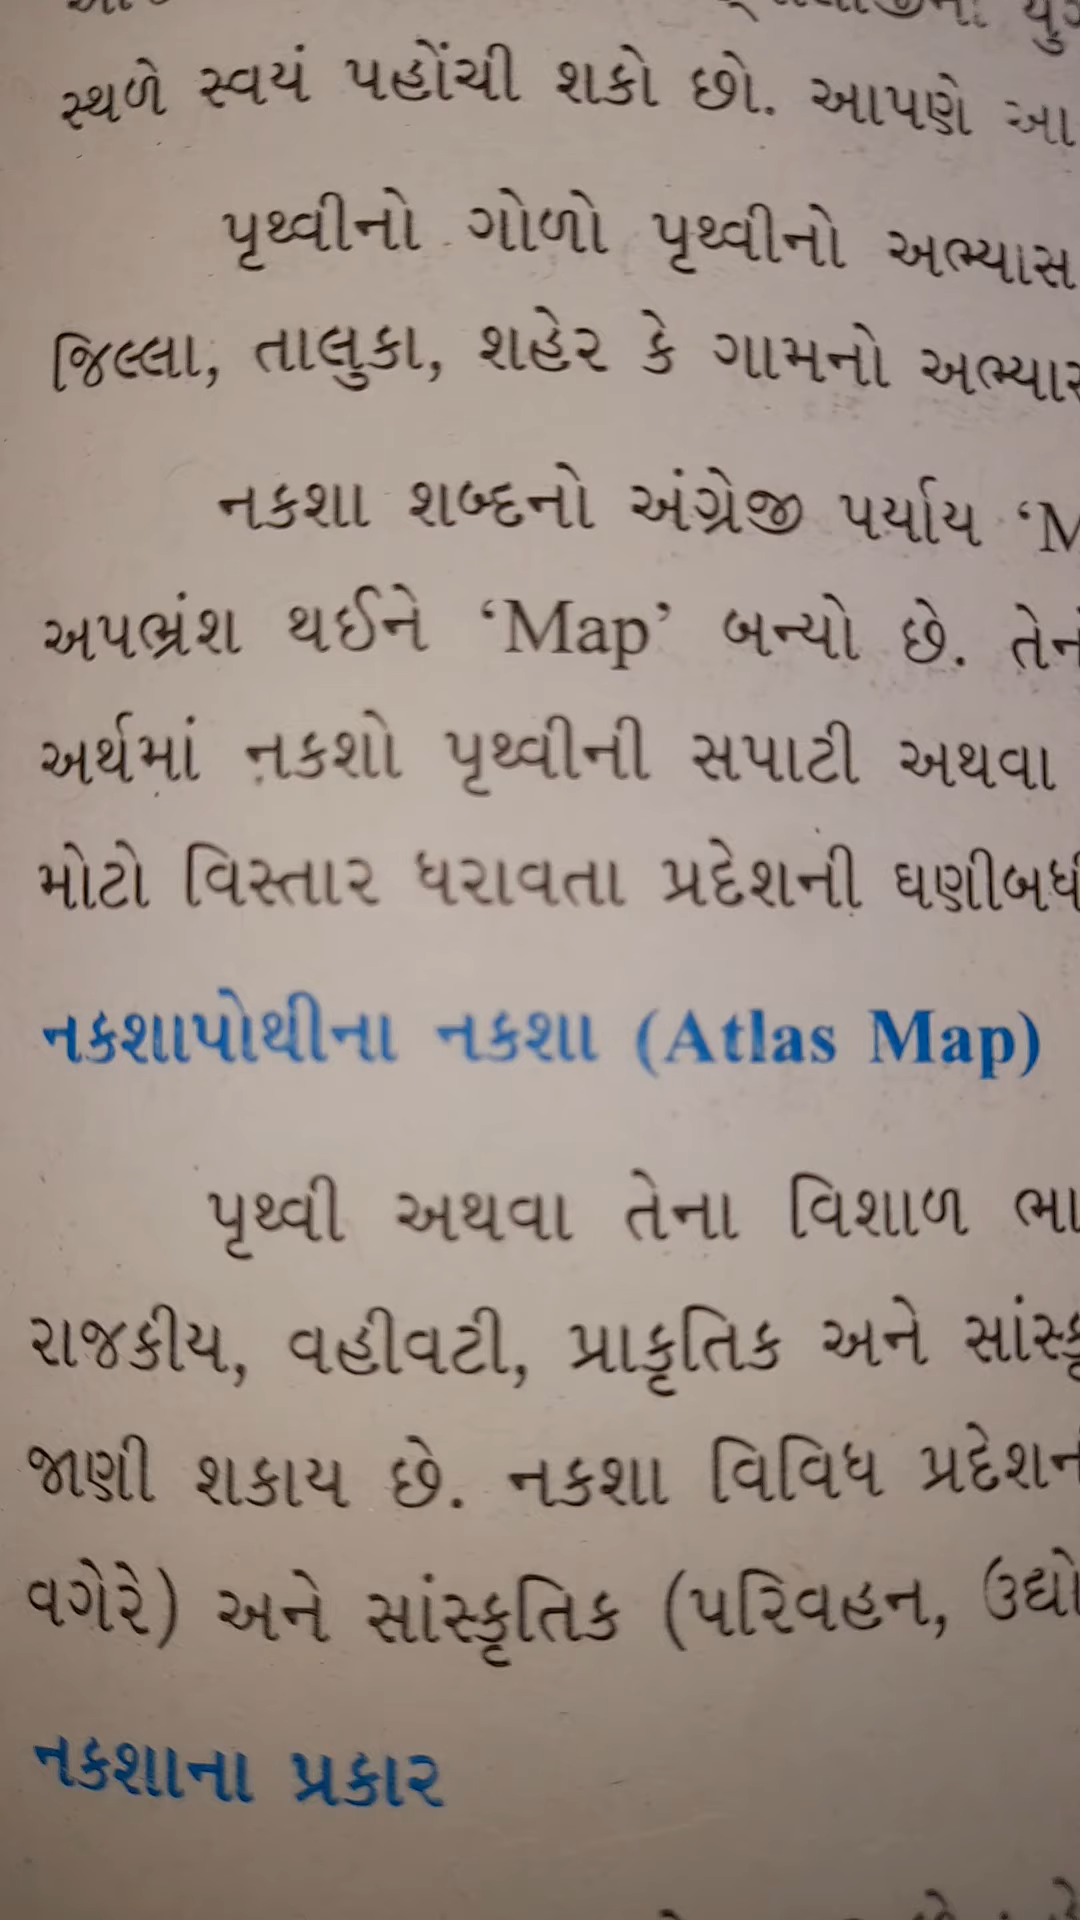 સ્થળે સ્વયં પહોંચી શકો છો. આપણે આ
પૃથ્વીનો ગોળો પૃથ્વીનો અભ્યાસ
જિલ્લા, તાલુકા, શહેર કે ગામનો
નકશા શબ્દનો અંગ્રેજી પર્યાય
અપભ્રંશ થઈને ‘Map’ બન્યો છે.
અર્થમાં નકશો પૃથ્વીની સપાટી અથવા
મોટો વિસ્તાર ધરાવતા પ્રદેશની
નકશાપોથીના નકશા (Atlas Map)
પૃથ્વી અથવા તેના વિશાળ
રાજકીય, વહીવટી, પ્રાકૃતિક અને
જાણી શકાય છે. નકશા વિવિધ
વગેરે) અને સાંસ્કૃતિક (પરિવહન,
નકશાના પ્રકાર